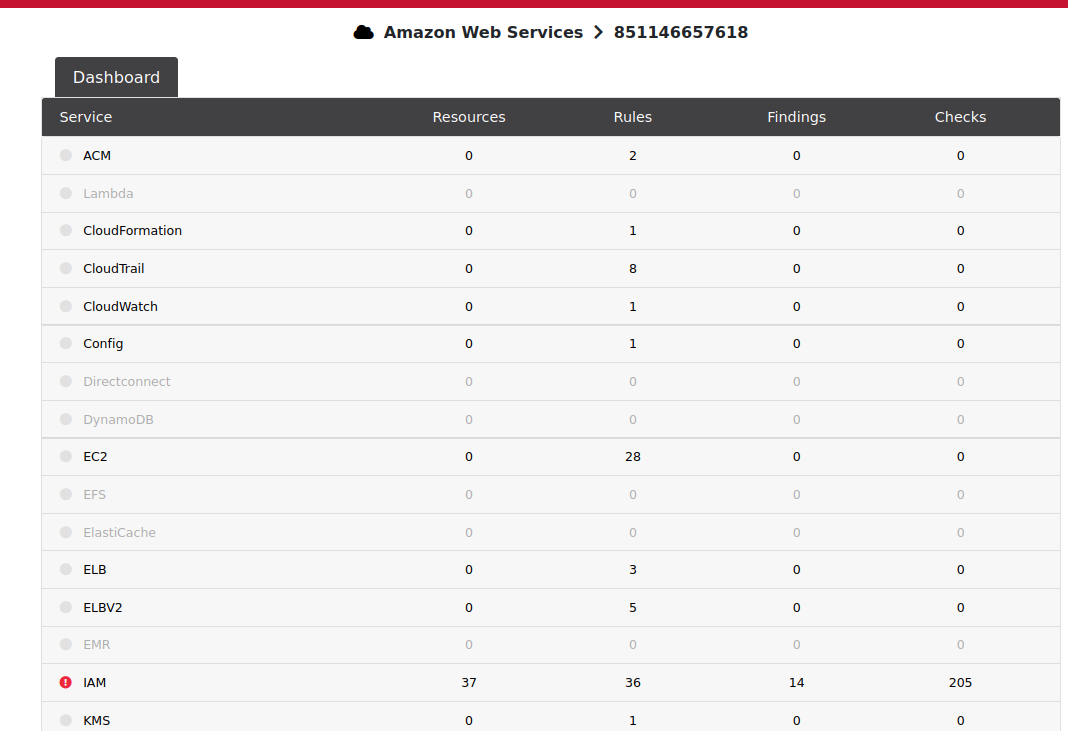 Amazon Web Services > 851146657618
Dashboard
Service Resources Rules Findings Checks
ACM 0 2 0 0
Lambda 0 0 0 0
CloudFormation 0 1 0 0
CloudTrail 0 8 0 0
CloudWatch 0 1 0 0
Config 0 1 0 0
Directconnect 0 0 0 0
DynamoDB 0 0 0 0
EC2 0 28 0 0
EFS 0 0 0 0
ElastiCache 0 0 0 0
ELB 0 3 0 0
ELBV2 0 5 0 0
EMR 0 0 0 0
IAM 37 36 14 205
KMS 0 1 0 0